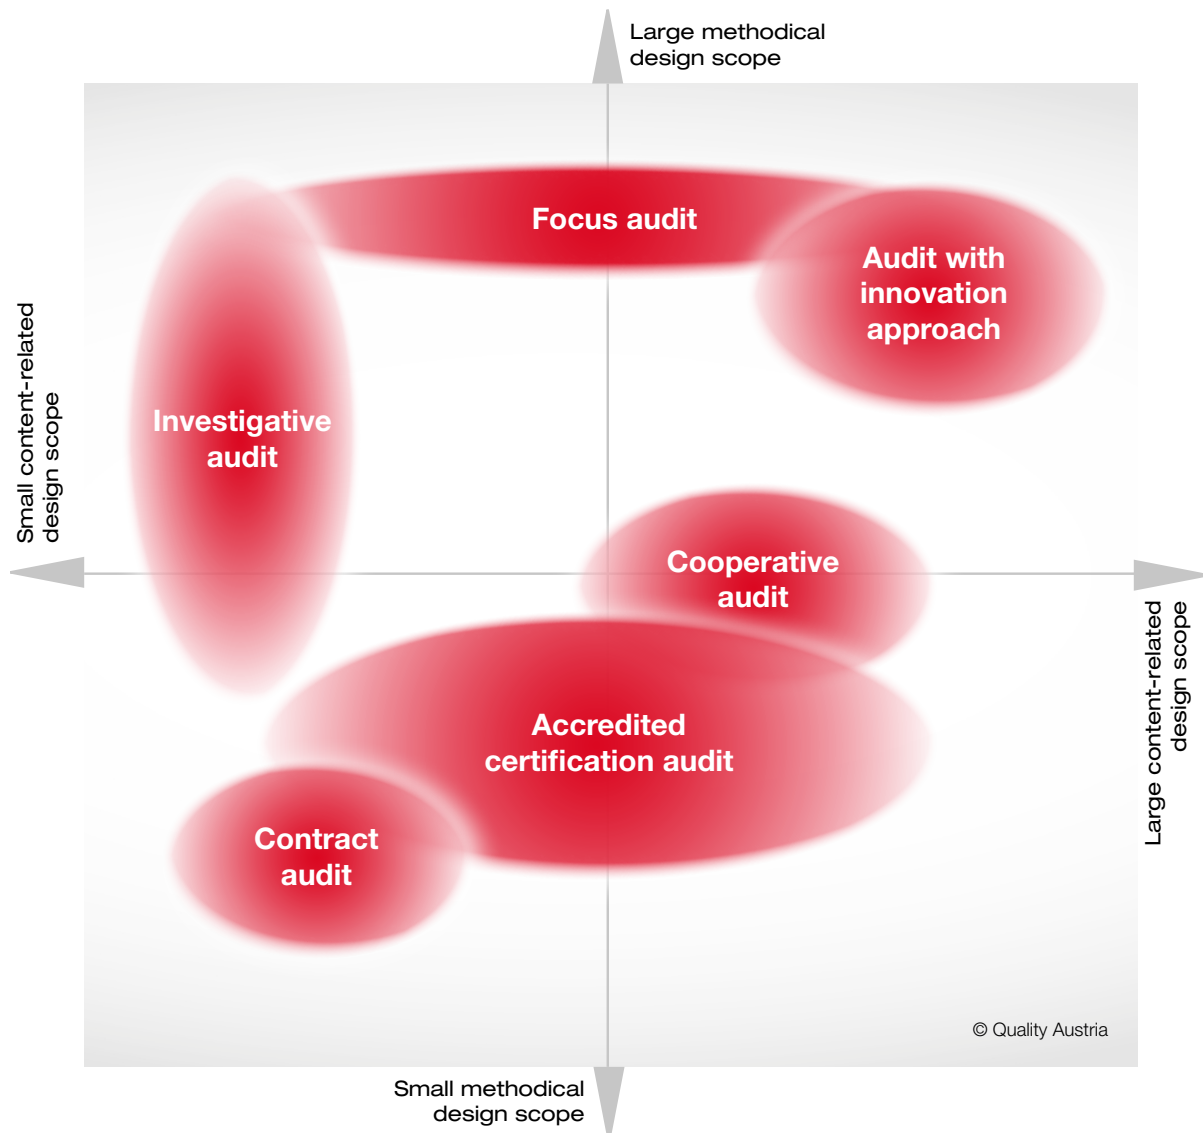 Large methodical
design scope
Focus audit
Audit with
innovation
approach
Small content-related
design scope
Investigative
audit
Cooperative
audit
Large content-related
design scope
Accredited
certification audit
Contract
audit
© Quality Austria
Small methodical
design scope